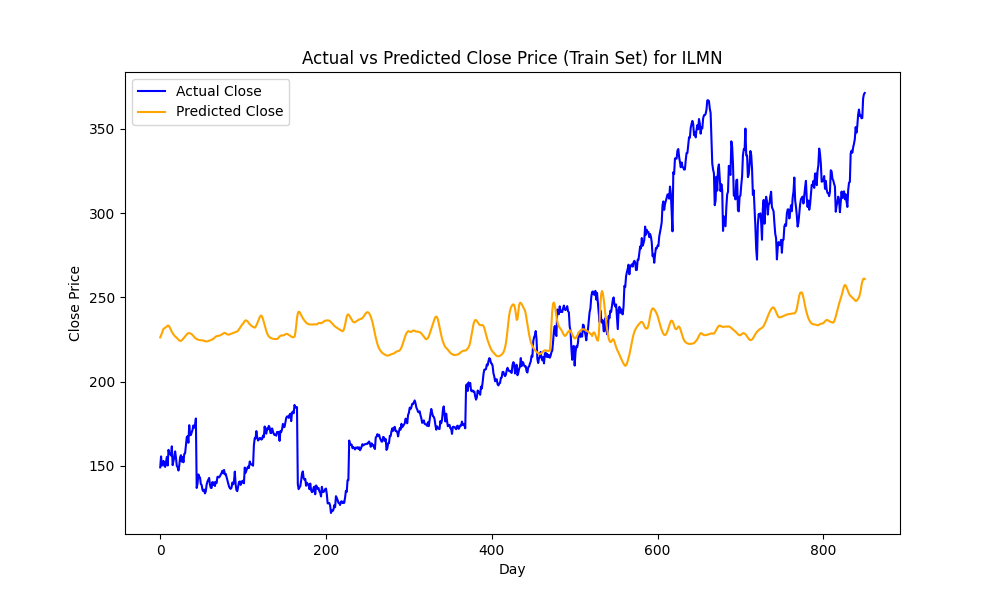 Actual vs Predicted Close Price (Train Set) for ILMN
Actual Close
Predicted Close
Close Price
350
300
250
200
150
0 200 400 600 800
Day